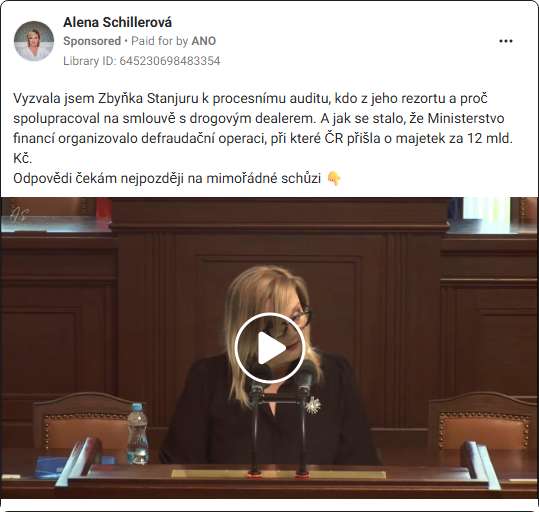 Alena Schillerová
Sponsored • Paid for by ANO
Library ID: 645230698483354
Vyzvala jsem Zbyňka Stanjuru k procesnímu auditu, kdo z jeho rezortu a proč
spolupracoval na smlouvě s drogovým dealerem. A jak se stalo, že Ministerstvo
financí organizovalo defraudační operaci, při které ČR přišla o majetek za 12 mld.
Kč.
Odpovědi čekám nejpozději na mimořádné schůzi 👇